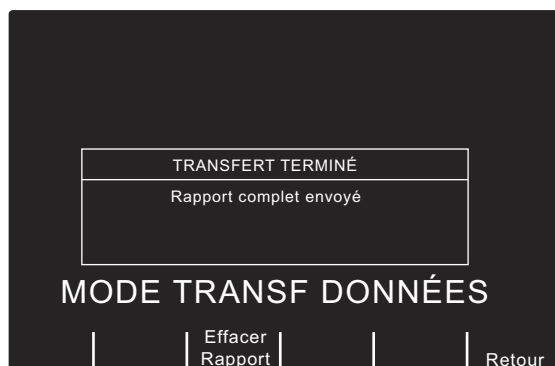 TRANSFERT TERMINÉ
Rapport complet envoyé
MODE TRANSF DONNÉES
Effacer
Rapport
Retour